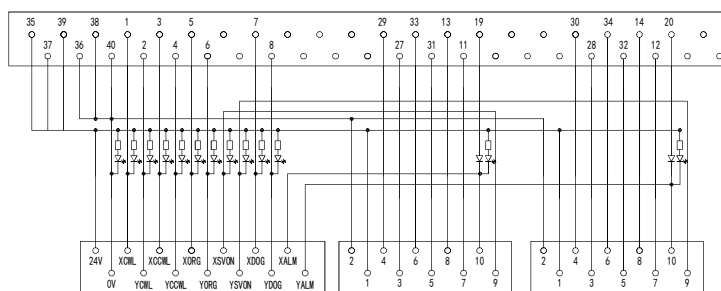 35 39 38 1 3 5 7 29 33 13 19 30 34 14 20
37 36 40 2 4 6 8 27 31 11 28 32 12
24V XCWL XCCWL XORG XSVON XDOG XALM 2 4 6 8 10 2 4 6 8 10
0V YCWL YCCWL YORG YSVON YDOG YALM 1 3 5 7 9 1 3 5 7 9